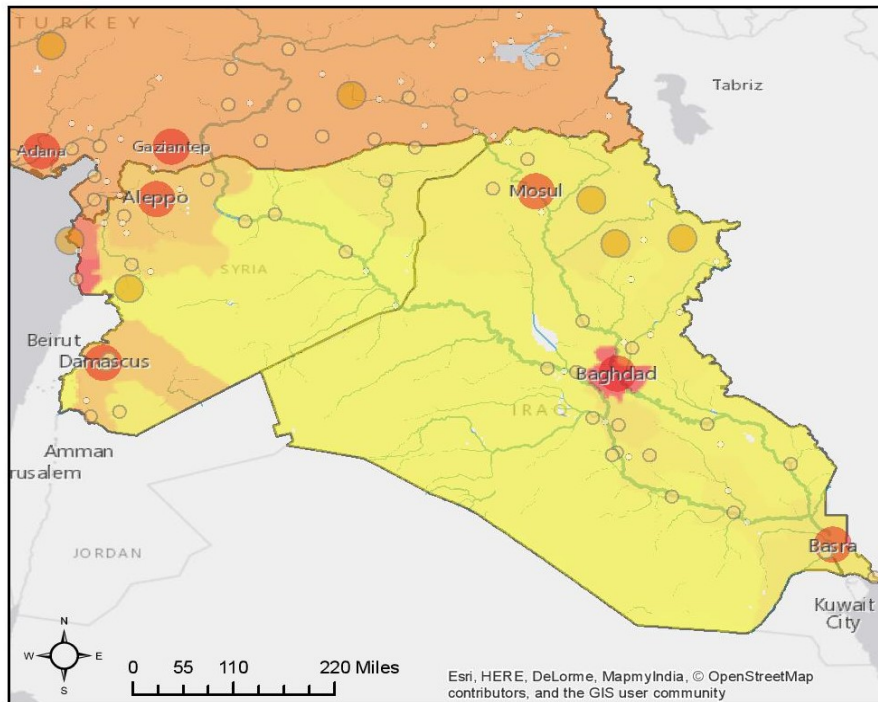 TURKEY
Tabriz
Adana
Gaziantep
Mosul
Aleppo
SYRIA
Beirut
Damascus
Baghdad
IRAQ
Amman
rusalem
Basra
JORDAN
Kuwait
City
N
W
E
S
0 55 110 220 Miles
Esri, HERE, DeLorme, MapmyIndia, © OpenStreetMap
contributors, and the GIS user community